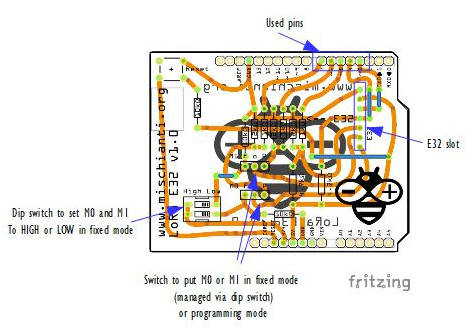 Used pins
Reset
www.mischianti.org
LoRa E32 v1.0
E32
E32 slot
High Low
LoRa
Dip switch to set M0 and M1
To HIGH or LOW in fixed mode
Switch to put M0 or M1 in fixed mode
(managed via dip switch)
or programming mode
fritzing